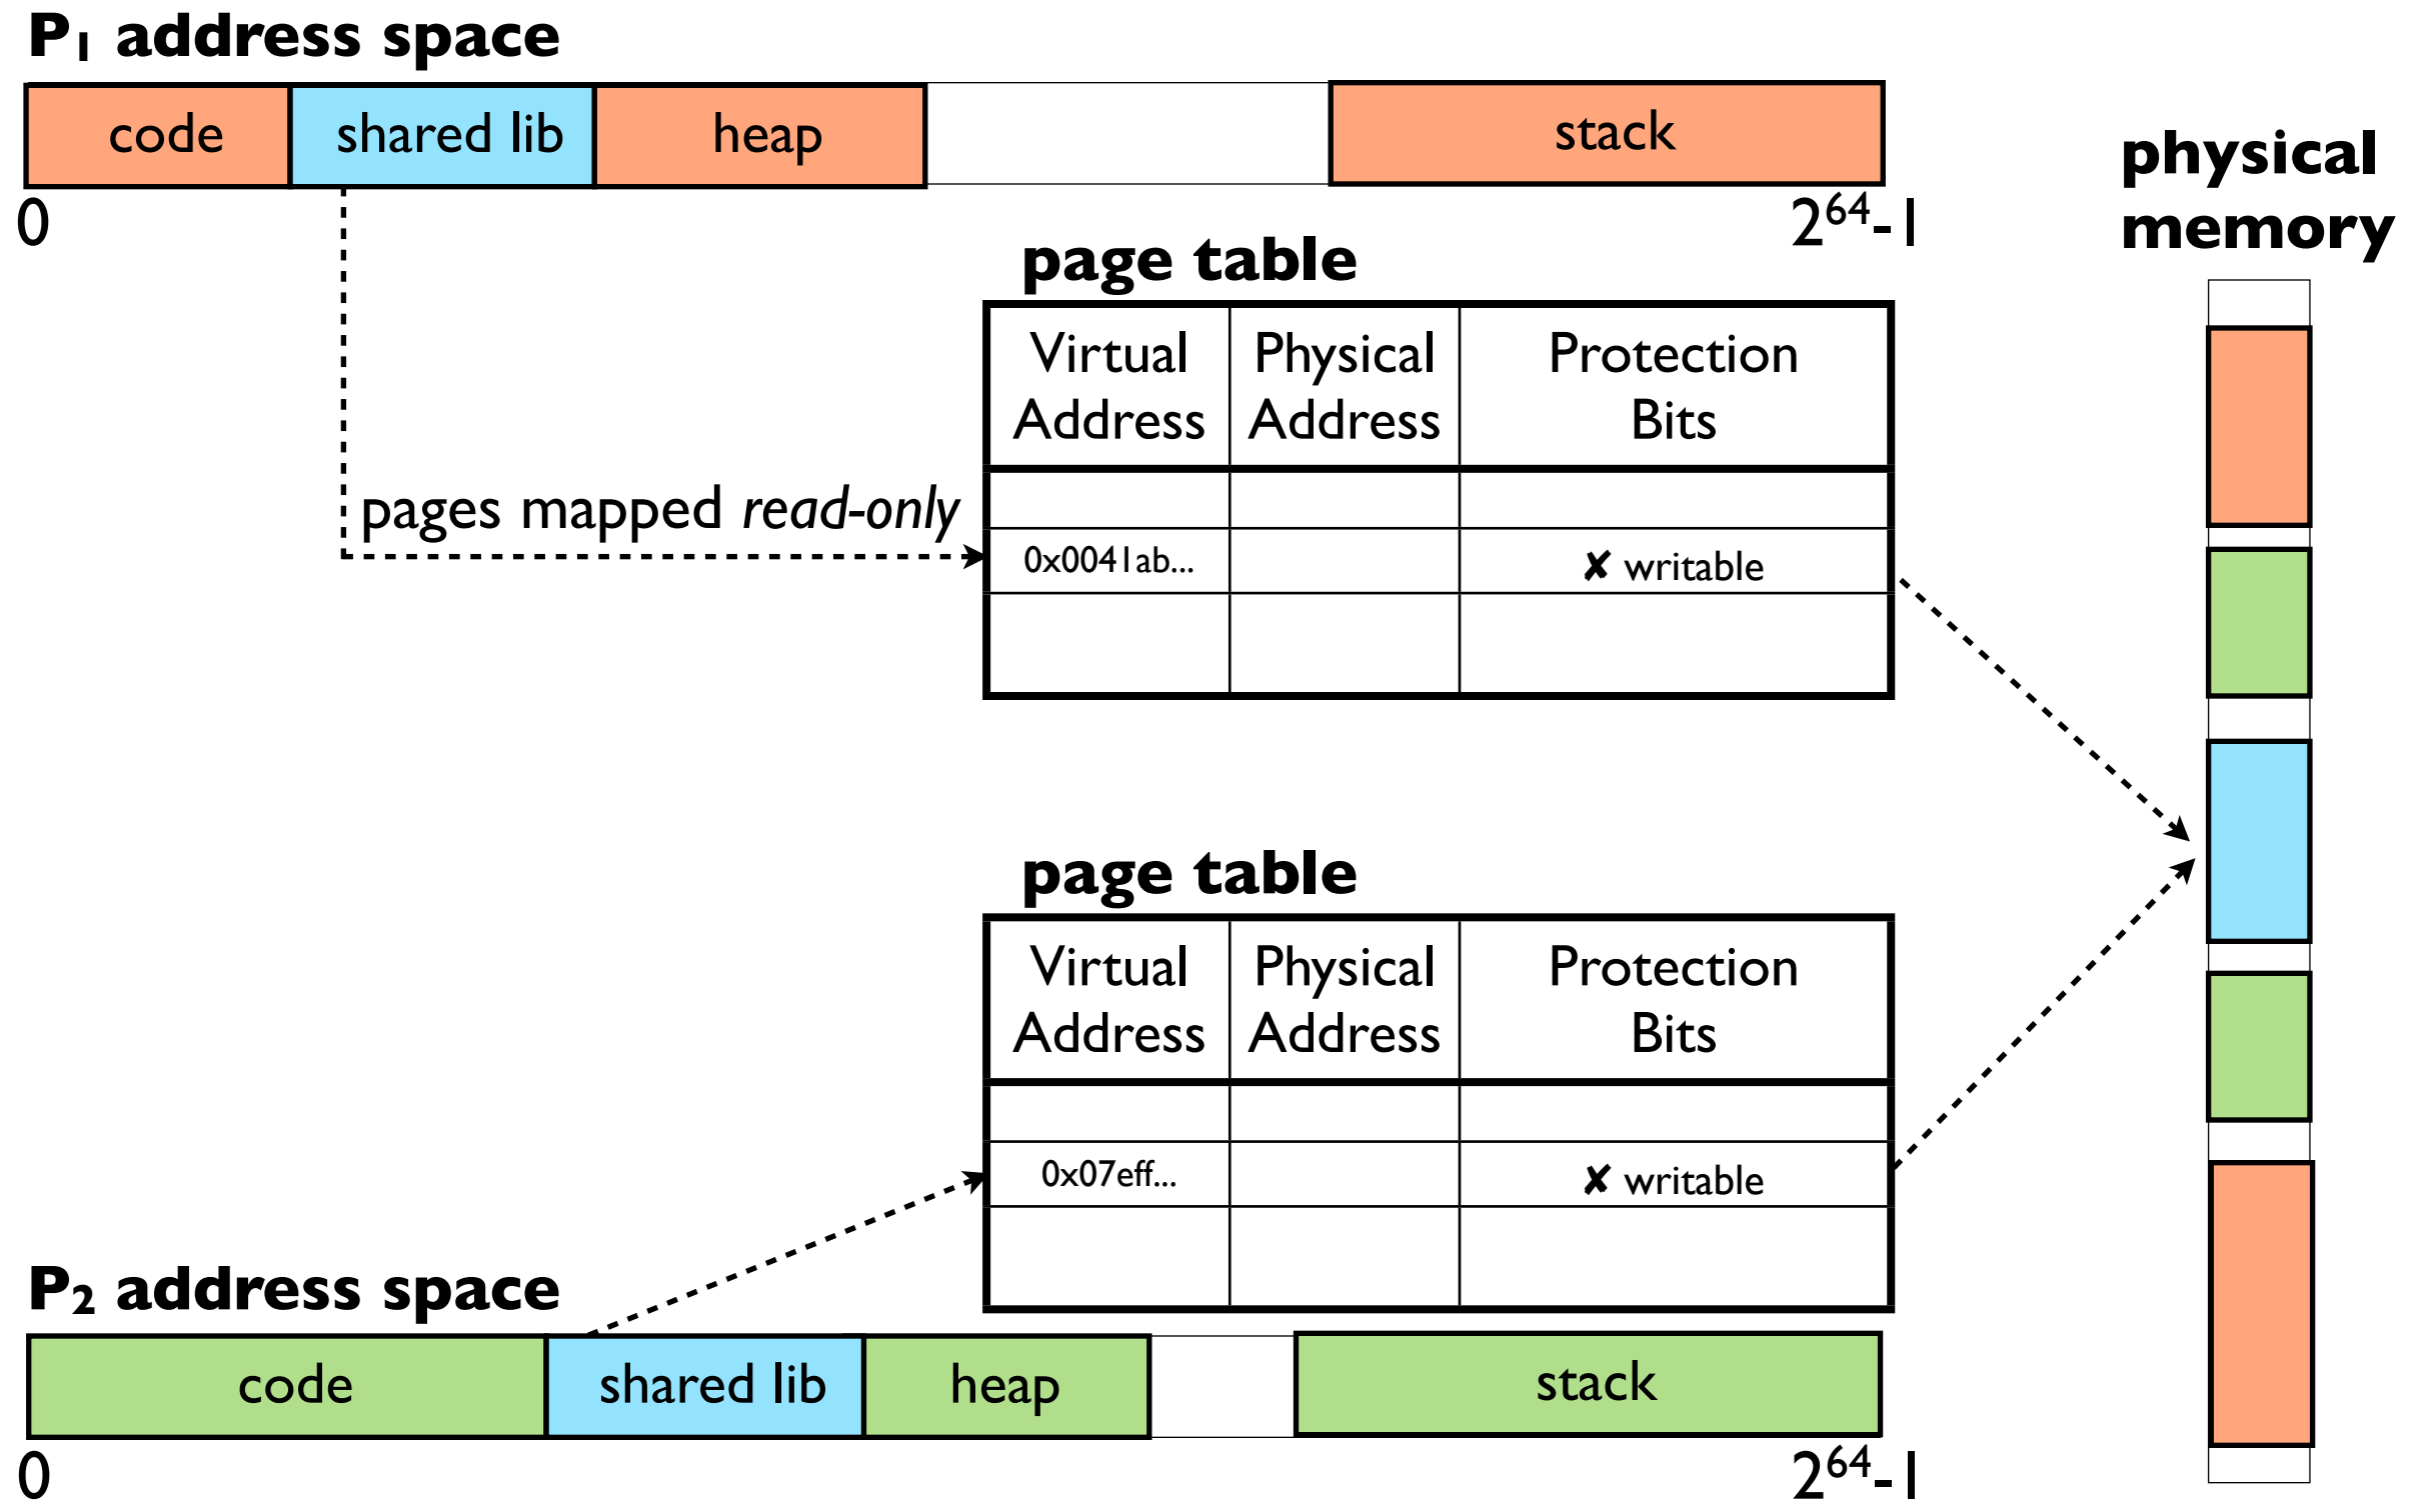 P₁ address space
code shared lib heap stack
0 2⁶⁴-1
physical
memory
page table
Virtual Physical Protection
Address Address Bits
pages mapped read-only
0x0041ab... ✘ writable
page table
Virtual Physical Protection
Address Address Bits
0x07eff... ✘ writable
P₂ address space
code shared lib heap stack
0 2⁶⁴-1